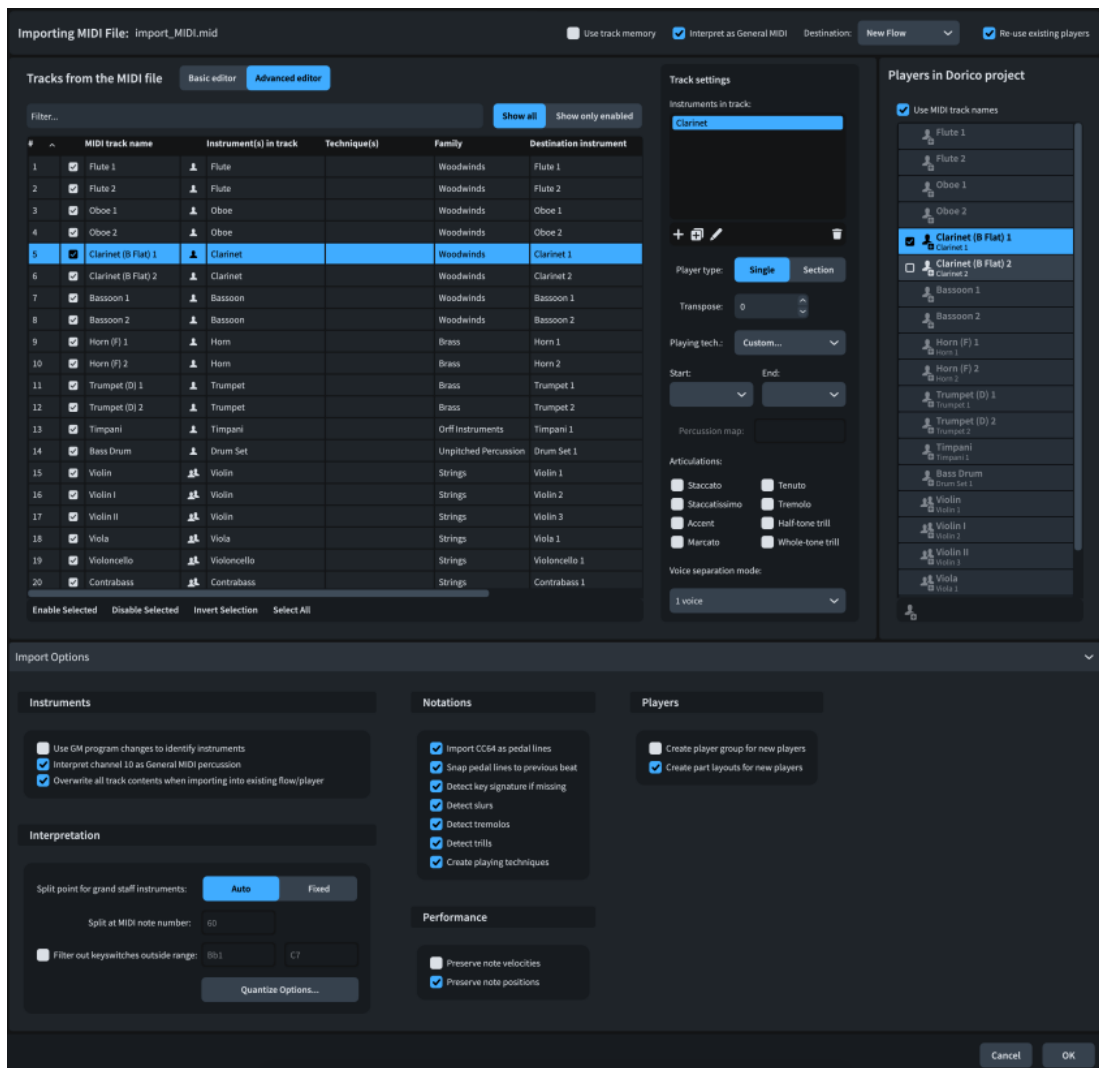 Importing MIDI File: import_MIDI.mid
Use track memory
Interpret as General MIDI
Destination: New Flow
Re-use existing players
Tracks from the MIDI file
Basic editor
Advanced editor
Filter...
Show all
Show only enabled
# MIDI track name Instrument(s) in track Technique(s) Family Destination instrument
1 Flute 1 Flute Woodwinds Flute 1
2 Flute 2 Flute Woodwinds Flute 2
3 Oboe 1 Oboe Woodwinds Oboe 1
4 Oboe 2 Oboe Woodwinds Oboe 2
5 Clarinet (B Flat) 1 Clarinet Woodwinds Clarinet 1
6 Clarinet (B Flat) 2 Clarinet Woodwinds Clarinet 2
7 Bassoon 1 Bassoon Woodwinds Bassoon 1
8 Bassoon 2 Bassoon Woodwinds Bassoon 2
9 Horn (F) 1 Horn Brass Horn 1
10 Horn (F) 2 Horn Brass Horn 2
11 Trumpet (D) 1 Trumpet Brass Trumpet 1
12 Trumpet (D) 2 Trumpet Brass Trumpet 2
13 Timpani Timpani Orff Instruments Timpani 1
14 Bass Drum Drum Set Unpitched Percussion Drum Set 1
15 Violin Violin Strings Violin 1
16 Violin I Violin Strings Violin 2
17 Violin II Violin Strings Violin 3
18 Viola Viola Strings Viola 1
19 Violoncello Violoncello Strings Violoncello 1
20 Contrabass Contrabass Strings Contrabass 1
Enable Selected Disable Selected Invert Selection Select All
Track settings
Instruments in track:
Clarinet
Player type: Single Section
Transpose: 0
Playing tech.: Custom...
Start: End:
Percussion map:
Articulations:
Staccato Tenuto
Staccatissimo Tremolo
Accent Half-tone trill
Marcato Whole-tone trill
Voice separation mode:
1 voice
Players in Dorico project
Use MIDI track names
Flute 1
Flute 2
Oboe 1
Oboe 2
Clarinet (B Flat) 1
Clarinet 1
Clarinet (B Flat) 2
Clarinet 2
Bassoon 1
Bassoon 2
Horn (F) 1
Horn 1
Horn (F) 2
Horn 2
Trumpet (D) 1
Trumpet 1
Trumpet (D) 2
Trumpet 2
Timpani
Timpani 1
Bass Drum
Drum Set 1
Violin
Violin 1
Violin I
Violin 2
Violin II
Violin 3
Viola
Viola 1
Import Options
Instruments
Use GM program changes to identify instruments
Interpret channel 10 as General MIDI percussion
Overwrite all track contents when importing into existing flow/player
Interpretation
Split point for grand staff instruments: Auto Fixed
Split at MIDI note number: 60
Filter out keyswitches outside range: Bb1 C7
Quantize Options...
Notations
Import CC64 as pedal lines
Snap pedal lines to previous beat
Detect key signature if missing
Detect slurs
Detect tremolos
Detect trills
Create playing techniques
Performance
Preserve note velocities
Preserve note positions
Players
Create player group for new players
Create part layouts for new players
Cancel
OK